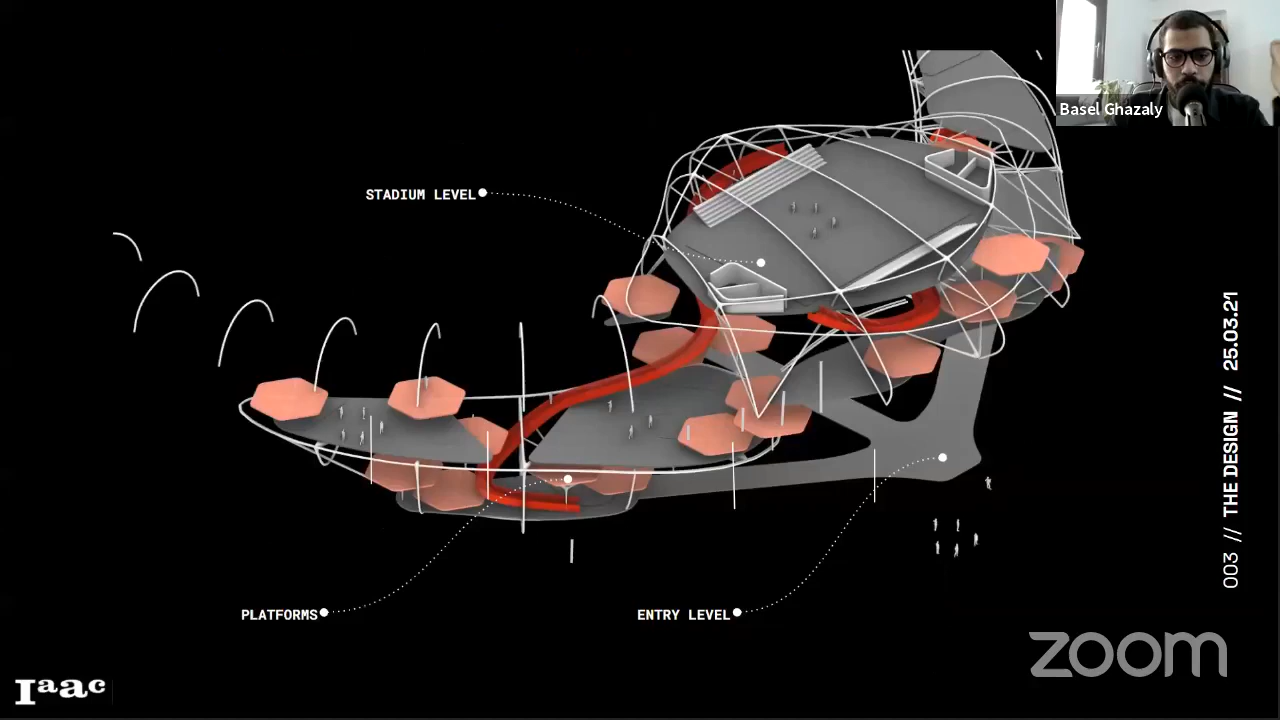 Basel Ghazaly
STADIUM LEVEL
PLATFORMS
ENTRY LEVEL
003 // THE DESIGN // 25.03.21
zoom
Iaac